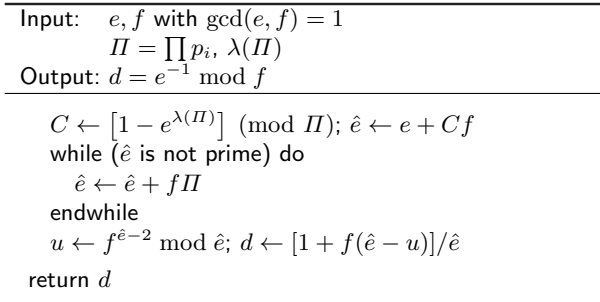 Input: e, f with gcd(e, f) = 1
Π = ∏ p_i, λ(Π)
Output: d = e^{−1} mod f
C ← [1 − e^{λ(Π)}] (mod Π); ê ← e + Cf
while (ê is not prime) do
ê ← ê + fΠ
endwhile
u ← f^{ê−2} mod ê; d ← [1 + f(ê − u)]/ê
return d